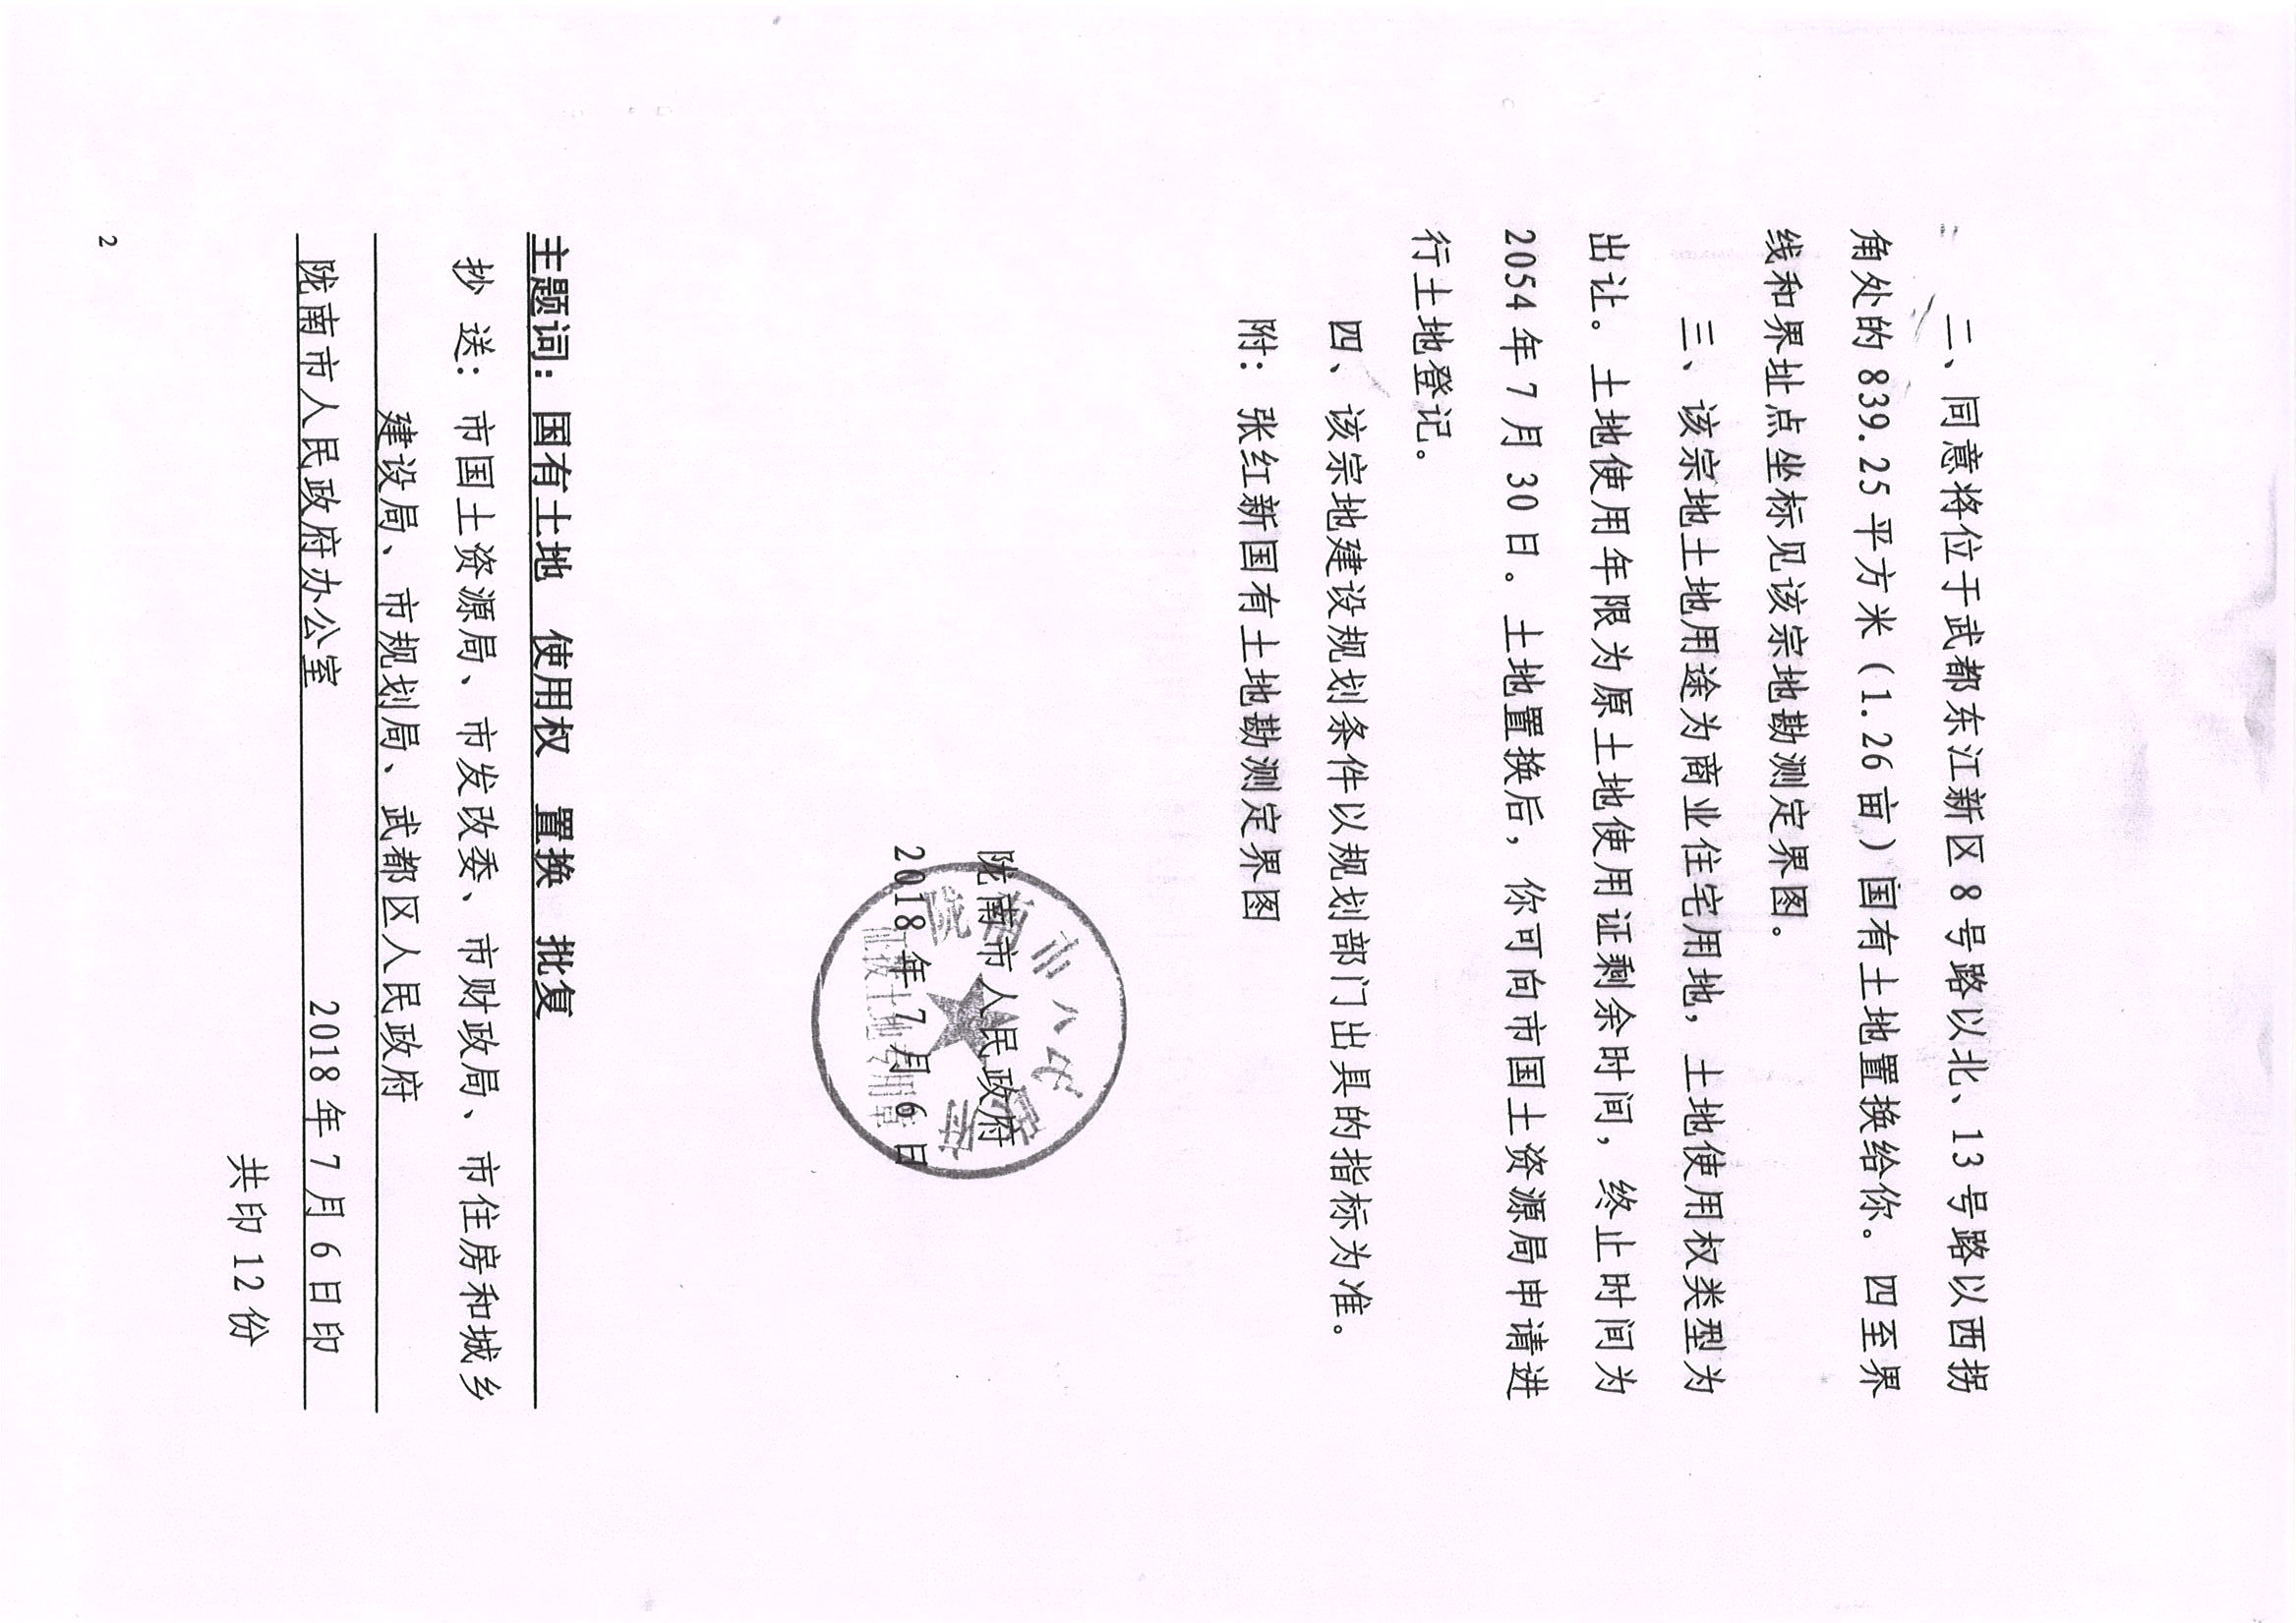 二、同意将位于武都东江新区 8 号路以北、13 号路以西拐
角处的 839.25 平方米（1.26 亩）国有土地置换给你。四至界
线和界址点坐标见该宗地勘测定界图。
三、该宗地土地用途为商业住宅用地，土地使用权类型为
出让。土地使用年限为原土地使用证剩余时间，终止时间为
2054 年 7 月 30 日。土地置换后，你可向市国土资源局申请进
行土地登记。
四、该宗地建设规划条件以规划部门出具的指标为准。
附：张红新国有土地勘测定界图
陇南市人民政府
陇南市人民政府
2018 年 7 月 6 日
征拨土地专用章
主题词：国有土地 使用权 置换 批复
抄 送：市国土资源局、市发改委、市财政局、市住房和城乡
建设局、市规划局、武都区人民政府
陇南市人民政府办公室 2018 年 7 月 6 日印
共印 12 份
2